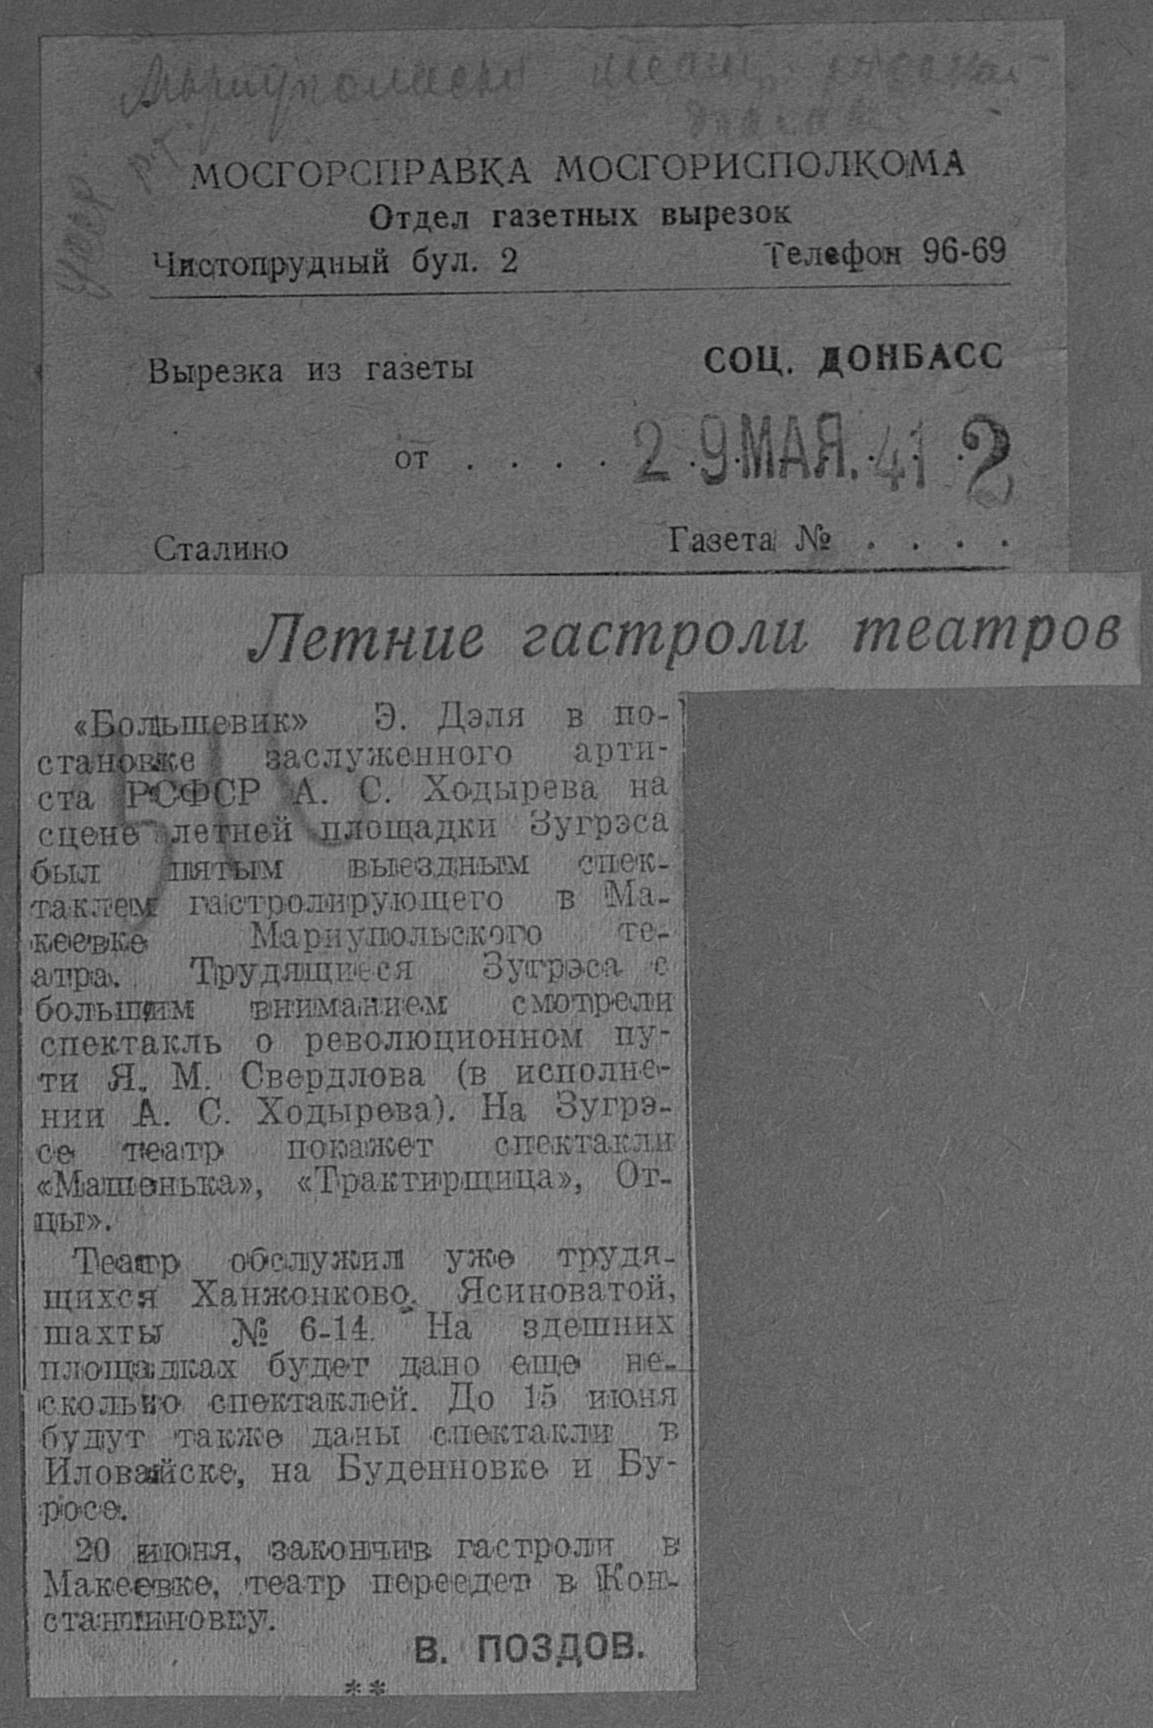 Мариупольский театр русской
драмы
УССР
МОСГОРСПРАВКА МОСГОРИСПОЛКОМА
Отдел газетных вырезок
Чистопрудный бул. 2 Телефон 96-69
Вырезка из газеты СОЦ. ДОНБАСС
от . . . . 29 МАЯ. 41 2
Сталино Газета № . . . .
Летние гастроли театров
«Большевик» Э. Дэля в по-
становке заслуженного арти-
ста РСФСР А. С. Ходырева на
сцене летней площадки Зугрэса
был пятым выездным спек-
таклем гастролирующего в Ма-
кеевке Мариупольского те-
атра. Трудящиеся Зугрэса с
большим вниманием смотрели
спектакль о революционном пу-
ти Я. М. Свердлова (в исполне-
нии А. С. Ходырева). На Зугрэ-
се театр покажет спектакли
«Машенька», «Трактирщица», От-
цы».
Театр обслужил уже трудя-
щихся Ханжонково, Ясиноватой,
шахты № 6-14. На здешних
площадках будет дано еще не-
сколько спектаклей. До 15 июня
будут также даны спектакли в
Иловайске, на Буденновке и Бу-
росе.
20 июня, закончив гастроли в
Макеевке, театр переедет в Кон-
стантиновку.
В. ПОЗДОВ.
**